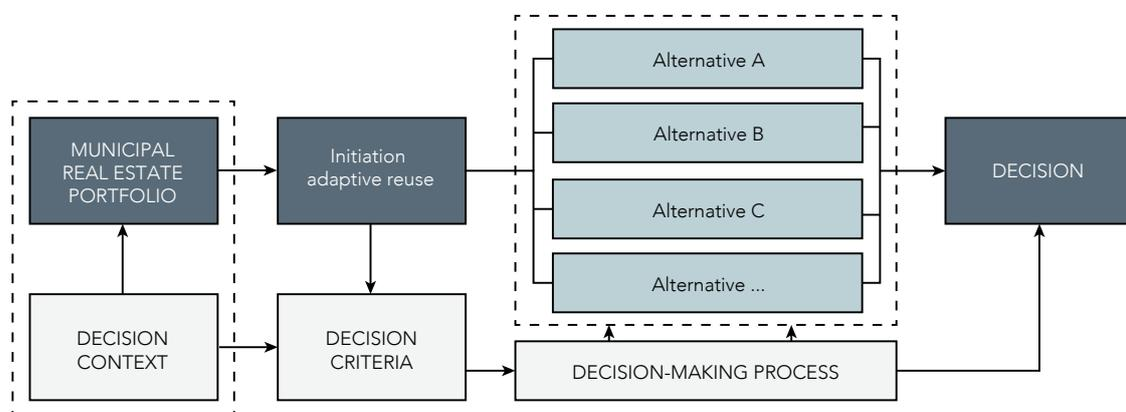 MUNICIPAL
REAL ESTATE
PORTFOLIO
Initiation
adaptive reuse
Alternative A
Alternative B
Alternative C
Alternative ...
DECISION
DECISION
CONTEXT
DECISION
CRITERIA
DECISION-MAKING PROCESS